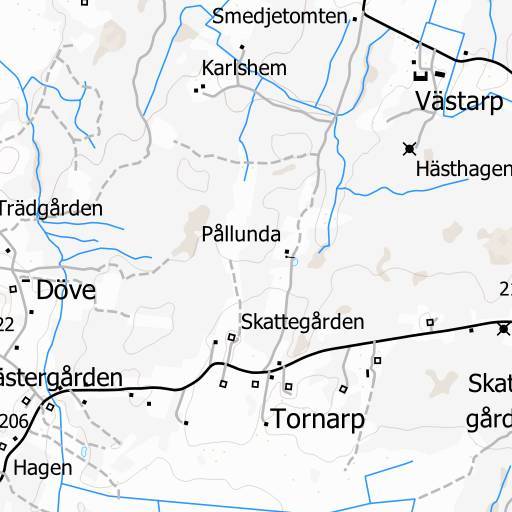 Smedjetomten
Karlshem
Västarp
Hästhagen
Trädgården
Pållunda
Döve
Skattegården
22
ästergården
Skat
gård
Tornarp
206
Hagen